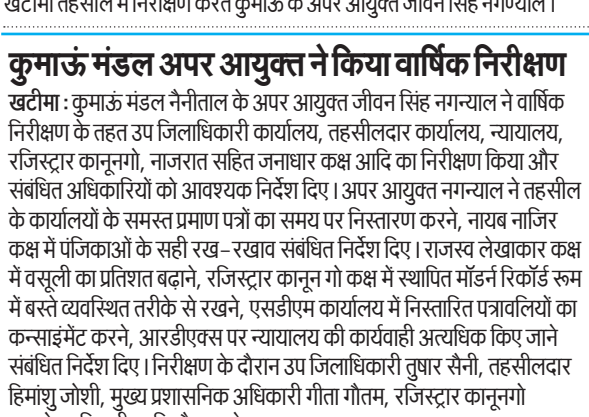 खटीमा तहसील में निरीक्षण करते कुमाऊं के अपर आयुक्त जीवन सिंह नगण्याल।
कुमाऊं मंडल अपर आयुक्त ने किया वार्षिक निरीक्षण
खटीमा : कुमाऊं मंडल नैनीताल के अपर आयुक्त जीवन सिंह नगन्याल ने वार्षिक
निरीक्षण के तहत उप जिलाधिकारी कार्यालय, तहसीलदार कार्यालय, न्यायालय,
रजिस्ट्रार कानूनगो, नाजरात सहित जनाधार कक्ष आदि का निरीक्षण किया और
संबंधित अधिकारियों को आवश्यक निर्देश दिए। अपर आयुक्त नगन्याल ने तहसील
के कार्यालयों के समस्त प्रमाण पत्रों का समय पर निस्तारण करने, नायब नाजिर
कक्ष में पंजिकाओं के सही रख-रखाव संबंधित निर्देश दिए। राजस्व लेखाकार कक्ष
में वसूली का प्रतिशत बढ़ाने, रजिस्ट्रार कानून गो कक्ष में स्थापित मॉडर्न रिकॉर्ड रूम
में बस्ते व्यवस्थित तरीके से रखने, एसडीएम कार्यालय में निस्तारित पत्रावलियों का
कन्साइंमेंट करने, आरडीएक्स पर न्यायालय की कार्यवाही अत्यधिक किए जाने
संबंधित निर्देश दिए। निरीक्षण के दौरान उप जिलाधिकारी तुषार सैनी, तहसीलदार
हिमांशु जोशी, मुख्य प्रशासनिक अधिकारी गीता गौतम, रजिस्ट्रार कानूनगो